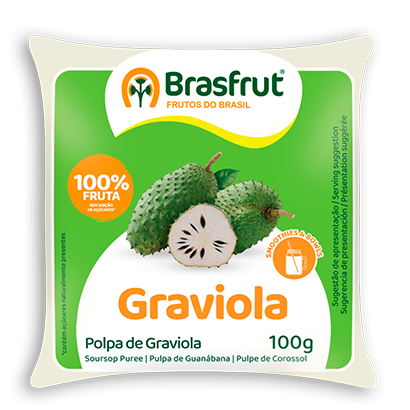 Brasfrut®
FRUTOS DO BRASIL
100%
FRUTA
SEM ADIÇÃO
DE AÇÚCARES*
SMOOTHIES & BOWLS
Sugestão de apresentação / Serving suggestion
Sugerencia de presentación / Présentation suggérée
*contém açúcares naturalmente presentes
Graviola
Polpa de Graviola 100g
Soursop Puree | Pulpa de Guanábana | Pulpe de Corossol